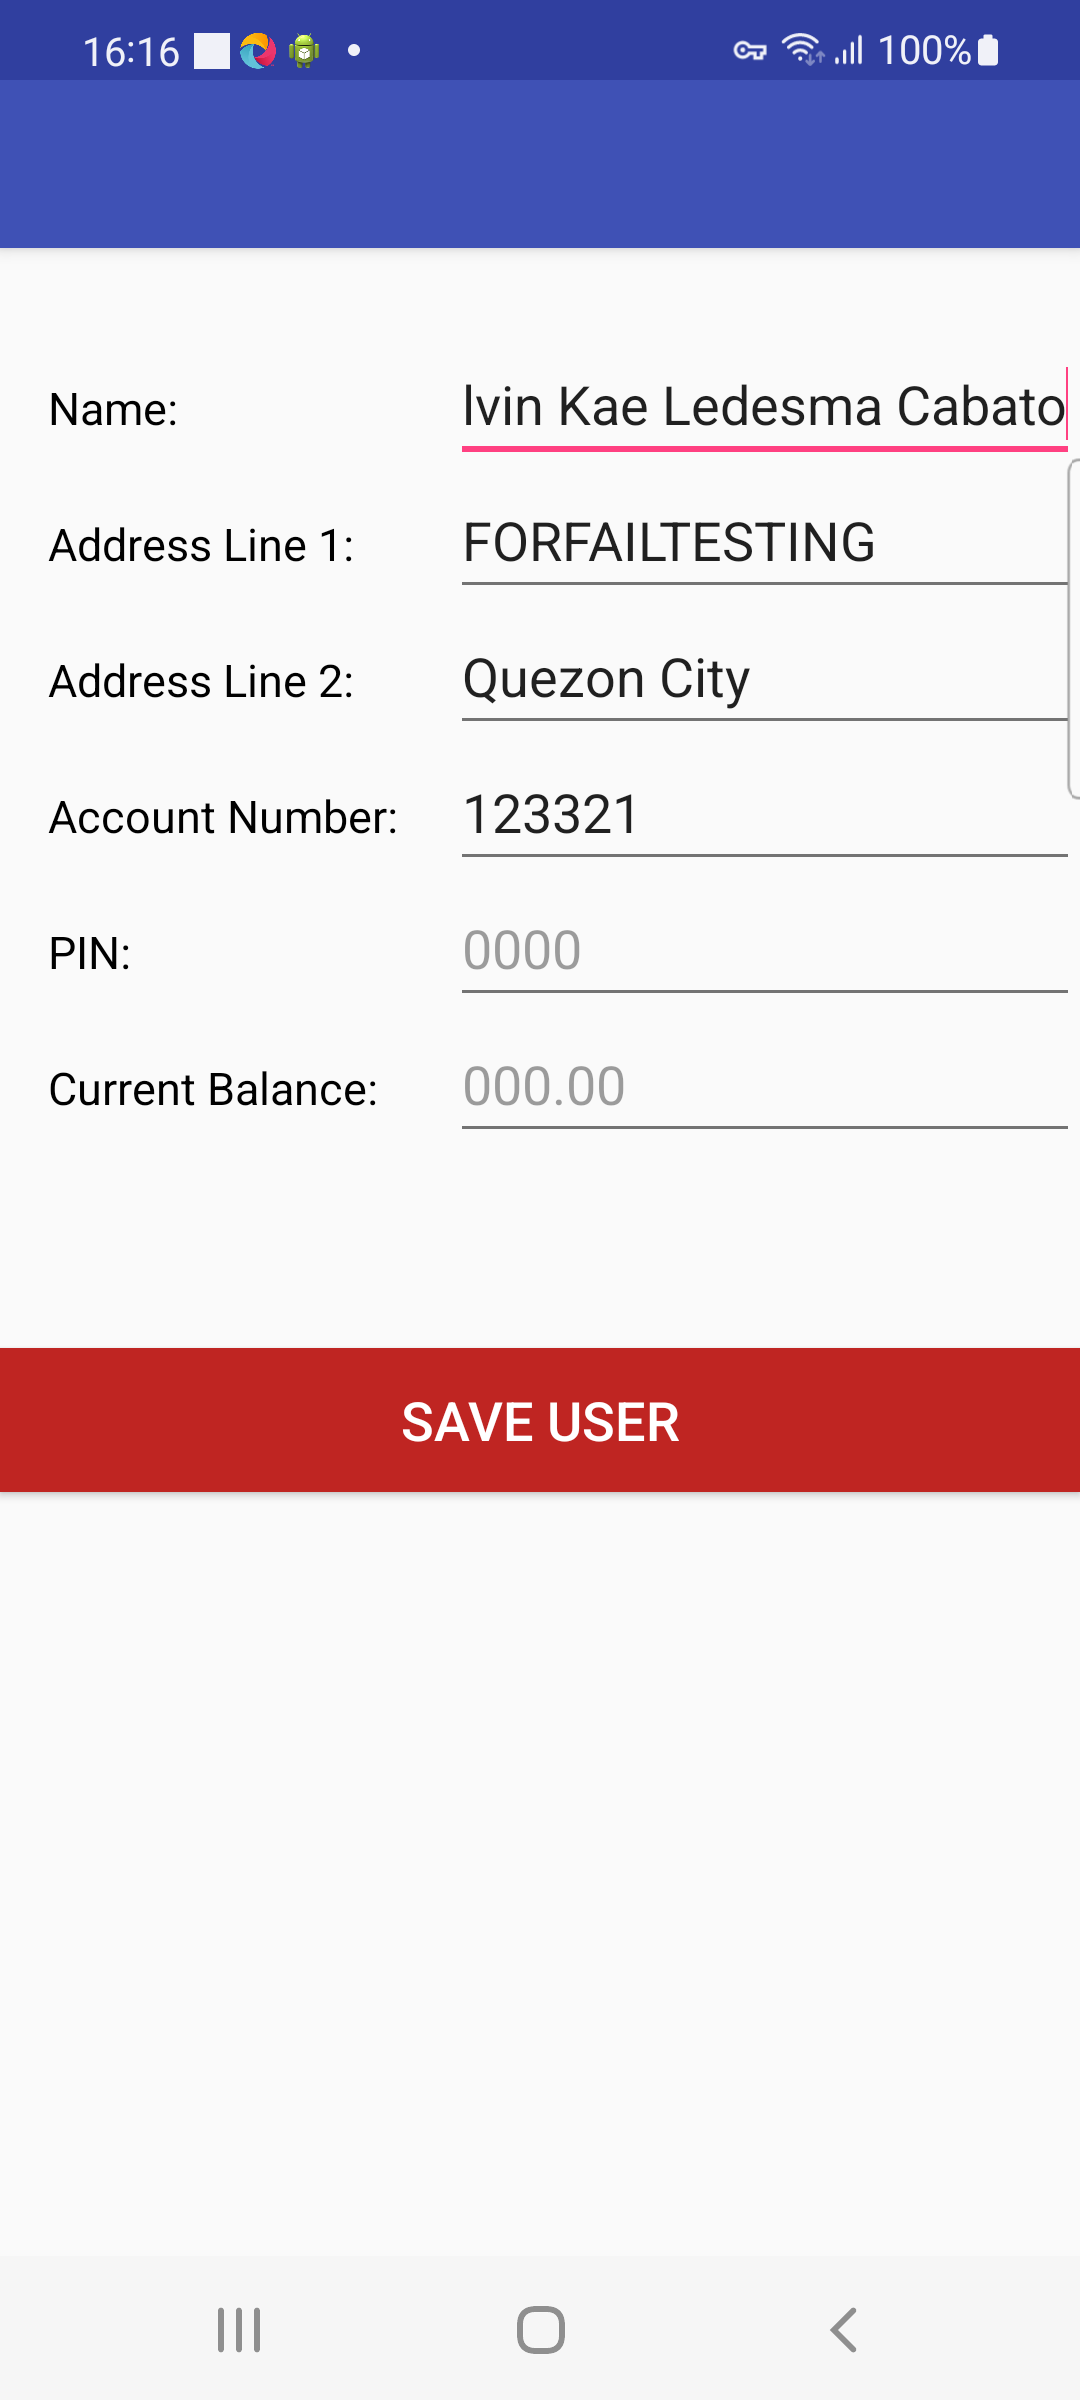 16:16 100%
Name: lvin Kae Ledesma Cabato
Address Line 1: FORFAILTESTING
Address Line 2: Quezon City
Account Number: 123321
PIN: 0000
Current Balance: 000.00
SAVE USER